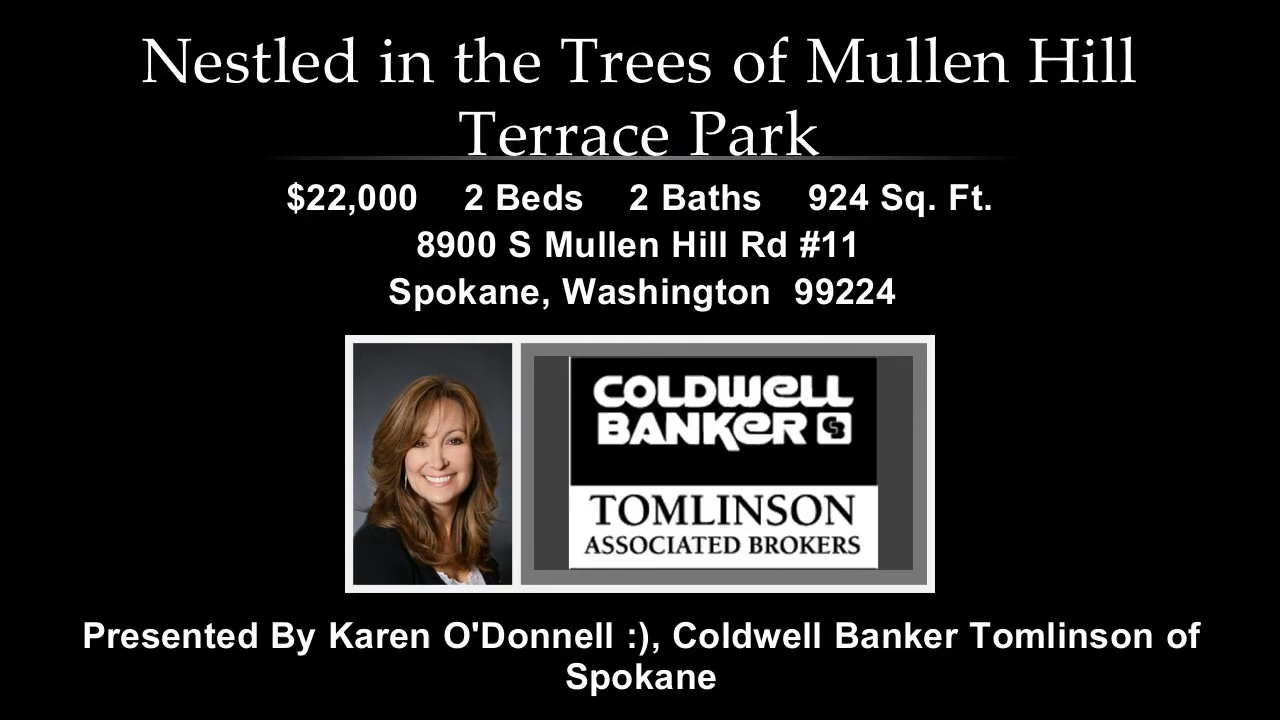 Nestled in the Trees of Mullen Hill
Terrace Park
$22,000 2 Beds 2 Baths 924 Sq. Ft.
8900 S Mullen Hill Rd #11
Spokane, Washington 99224
COLDWELL
BANKER CB
TOMLINSON
ASSOCIATED BROKERS
Presented By Karen O'Donnell :), Coldwell Banker Tomlinson of
Spokane